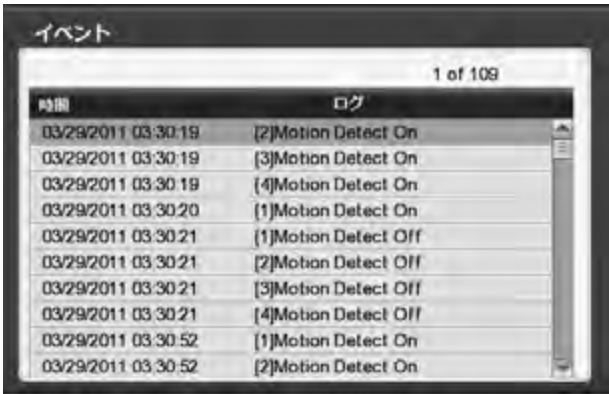 イベント
1 of 109
時間 ログ
03/29/2011 03:30:19 [2]Motion Detect On
03/29/2011 03:30:19 [3]Motion Detect On
03/29/2011 03:30:19 [4]Motion Detect On
03/29/2011 03:30:20 [1]Motion Detect On
03/29/2011 03:30:21 [1]Motion Detect Off
03/29/2011 03:30:21 [2]Motion Detect Off
03/29/2011 03:30:21 [3]Motion Detect Off
03/29/2011 03:30:21 [4]Motion Detect Off
03/29/2011 03:30:52 [1]Motion Detect On
03/29/2011 03:30:52 [2]Motion Detect On